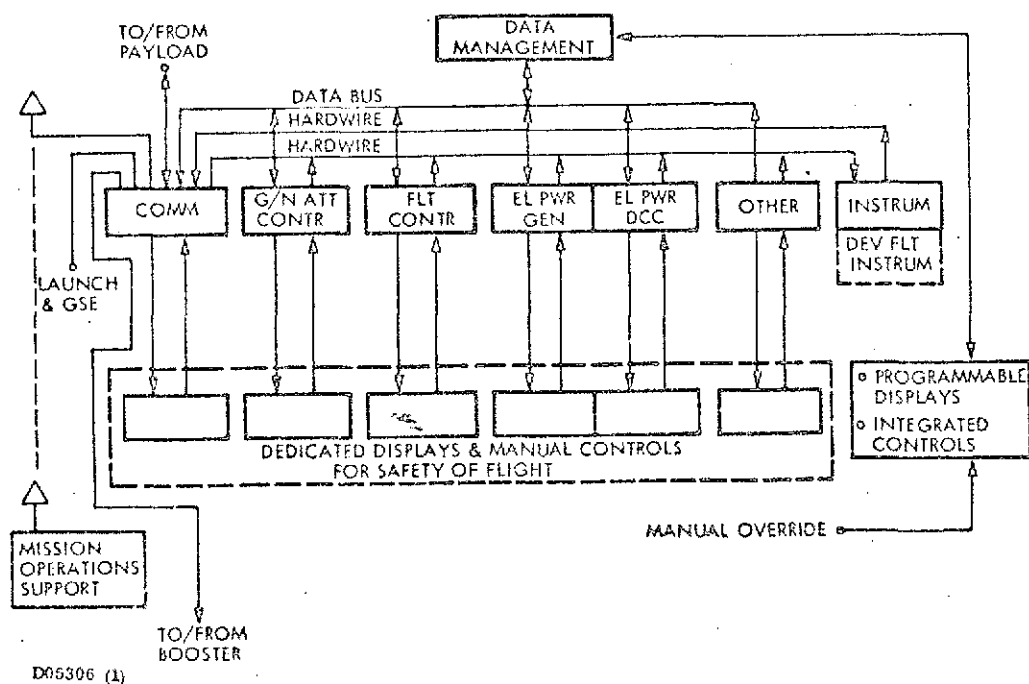 TO/FROM
PAYLOAD
DATA
MANAGEMENT
DATA BUS
HARDWIRE
HARDWIRE
COMM
G/N ATT
CONTR
FLT
CONTR
EL PWR
GEN
EL PWR
DCC
OTHER
INSTRUM
DEV FLT
INSTRUM
LAUNCH
& GSE
PROGRAMMABLE
DISPLAYS
INTEGRATED
CONTROLS
DEDICATED DISPLAYS & MANUAL CONTROLS
FOR SAFETY OF FLIGHT
MANUAL OVERRIDE
MISSION
OPERATIONS
SUPPORT
TO/FROM
BOOSTER
D05306 (1)